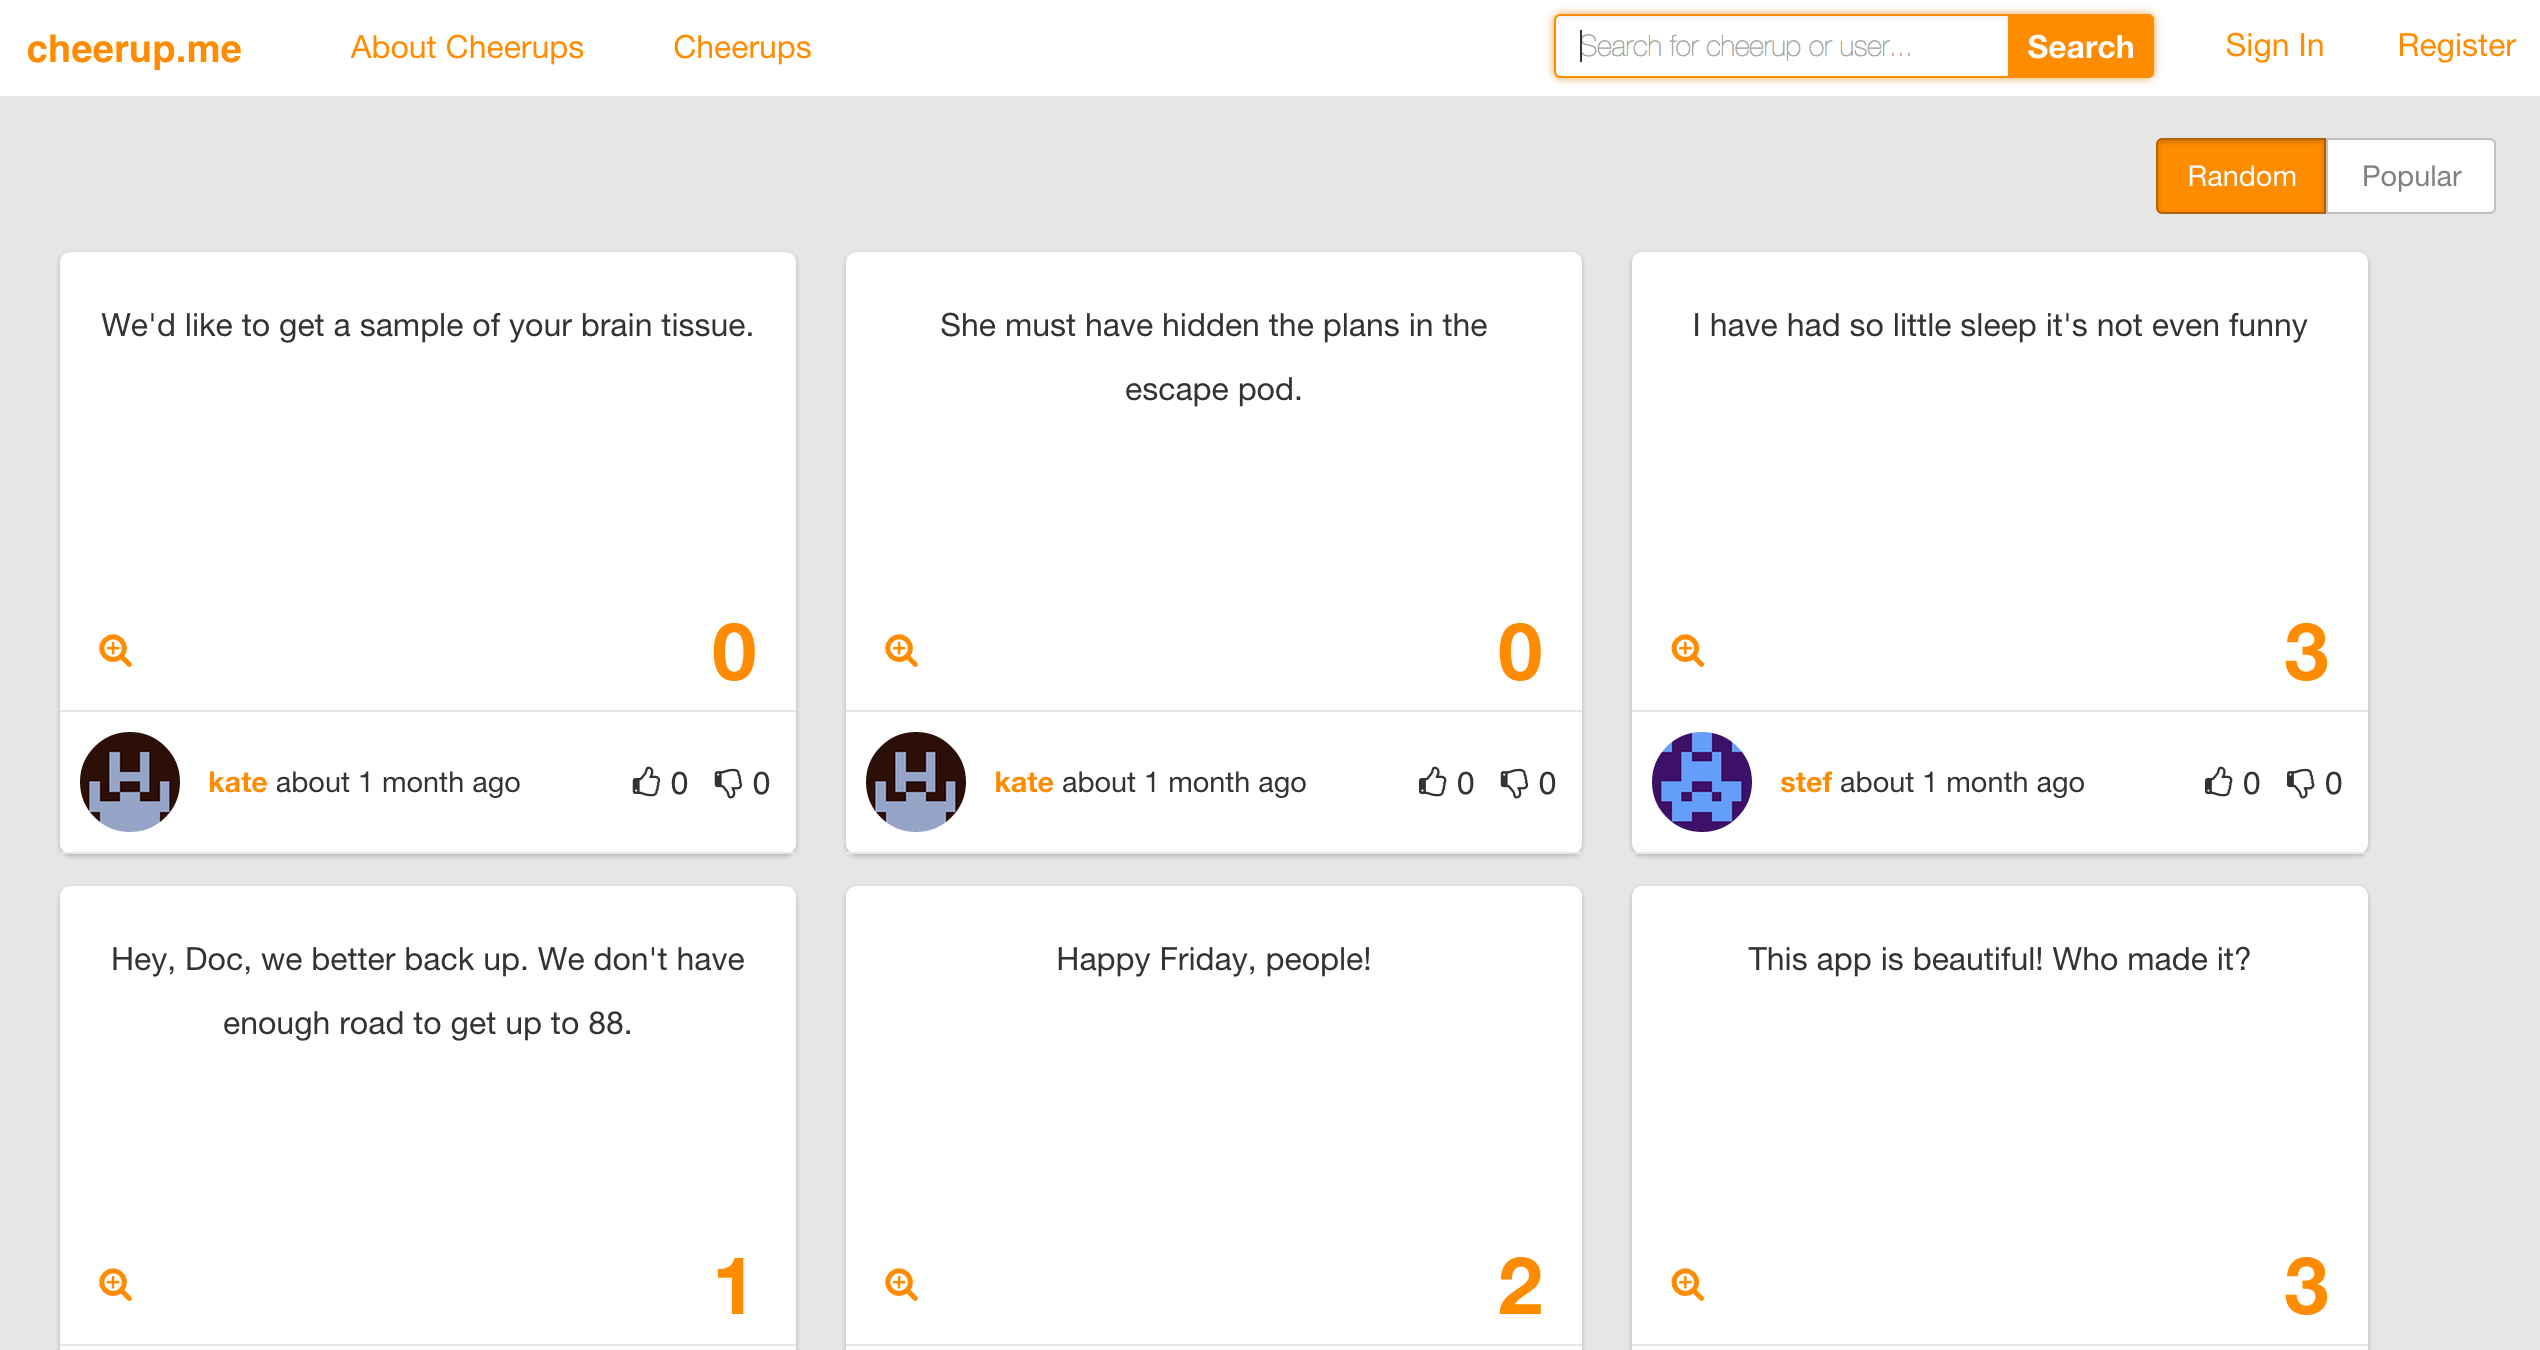 cheerup.me About Cheerups Cheerups Search for cheerup or user... Search Sign In Register
Random Popular
We'd like to get a sample of your brain tissue.
0
kate about 1 month ago 0 0
She must have hidden the plans in the
escape pod.
0
kate about 1 month ago 0 0
I have had so little sleep it's not even funny
3
stef about 1 month ago 0 0
Hey, Doc, we better back up. We don't have
enough road to get up to 88.
1
Happy Friday, people!
2
This app is beautiful! Who made it?
3